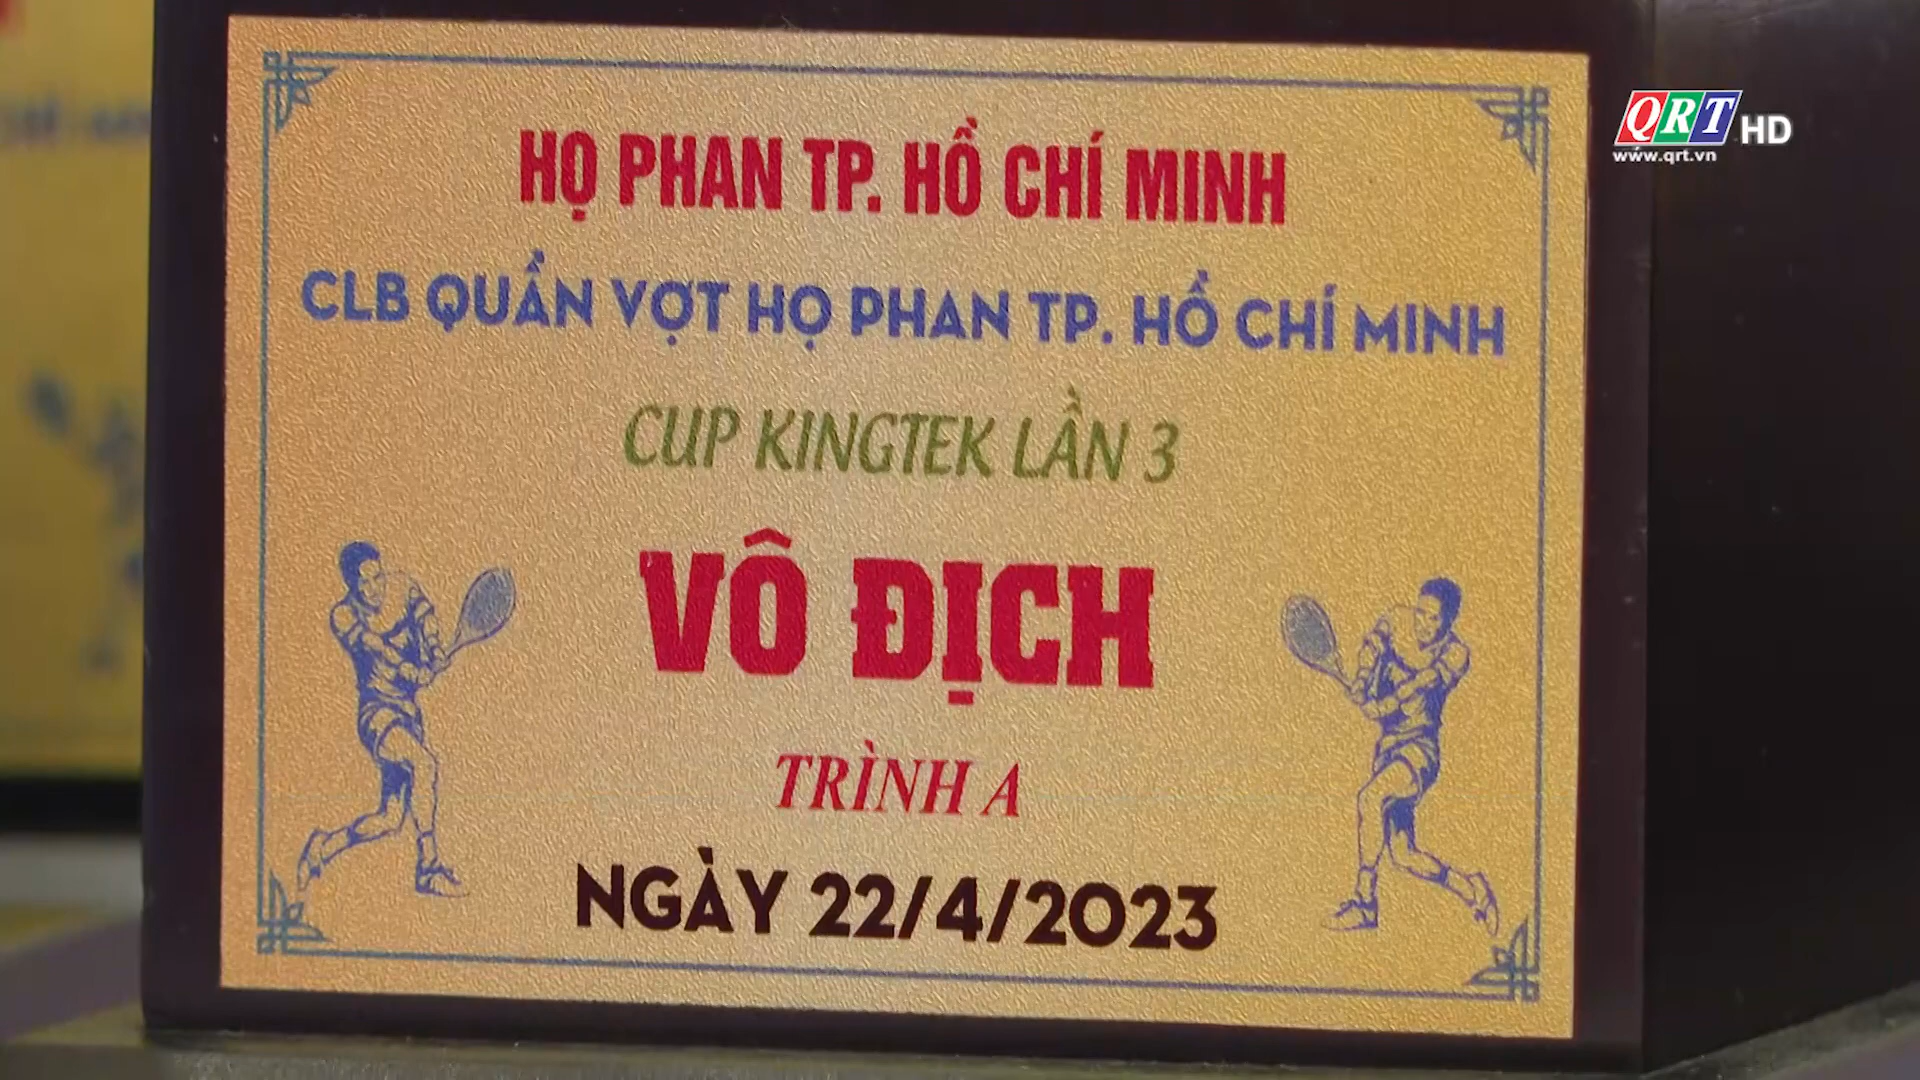 QRT HD
www.qrt.vn
HỌ PHAN TP. HỒ CHÍ MINH
CLB QUẦN VỢT HỌ PHAN TP. HỒ CHÍ MINH
CUP KINGTEK LẦN 3
VÔ ĐỊCH
TRÌNH A
NGÀY 22/4/2023